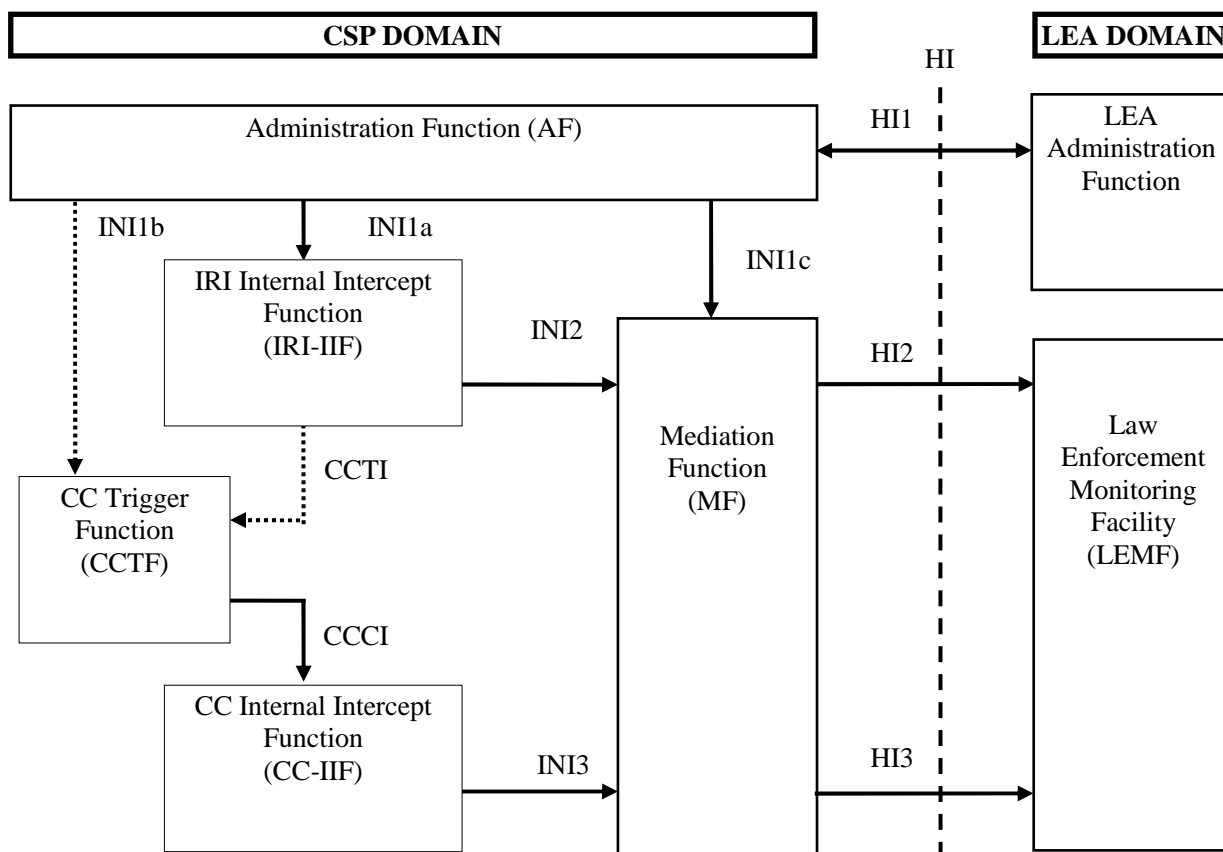 CSP DOMAIN
LEA DOMAIN
HI
Administration Function (AF)
HI1
LEA
Administration
Function
INI1b
INI1a
INI1c
IRI Internal Intercept
Function
(IRI-IIF)
INI2
HI2
CCTI
Mediation
Function
(MF)
Law
Enforcement
Monitoring
Facility
(LEMF)
CC Trigger
Function
(CCTF)
CCCI
CC Internal Intercept
Function
(CC-IIF)
INI3
HI3